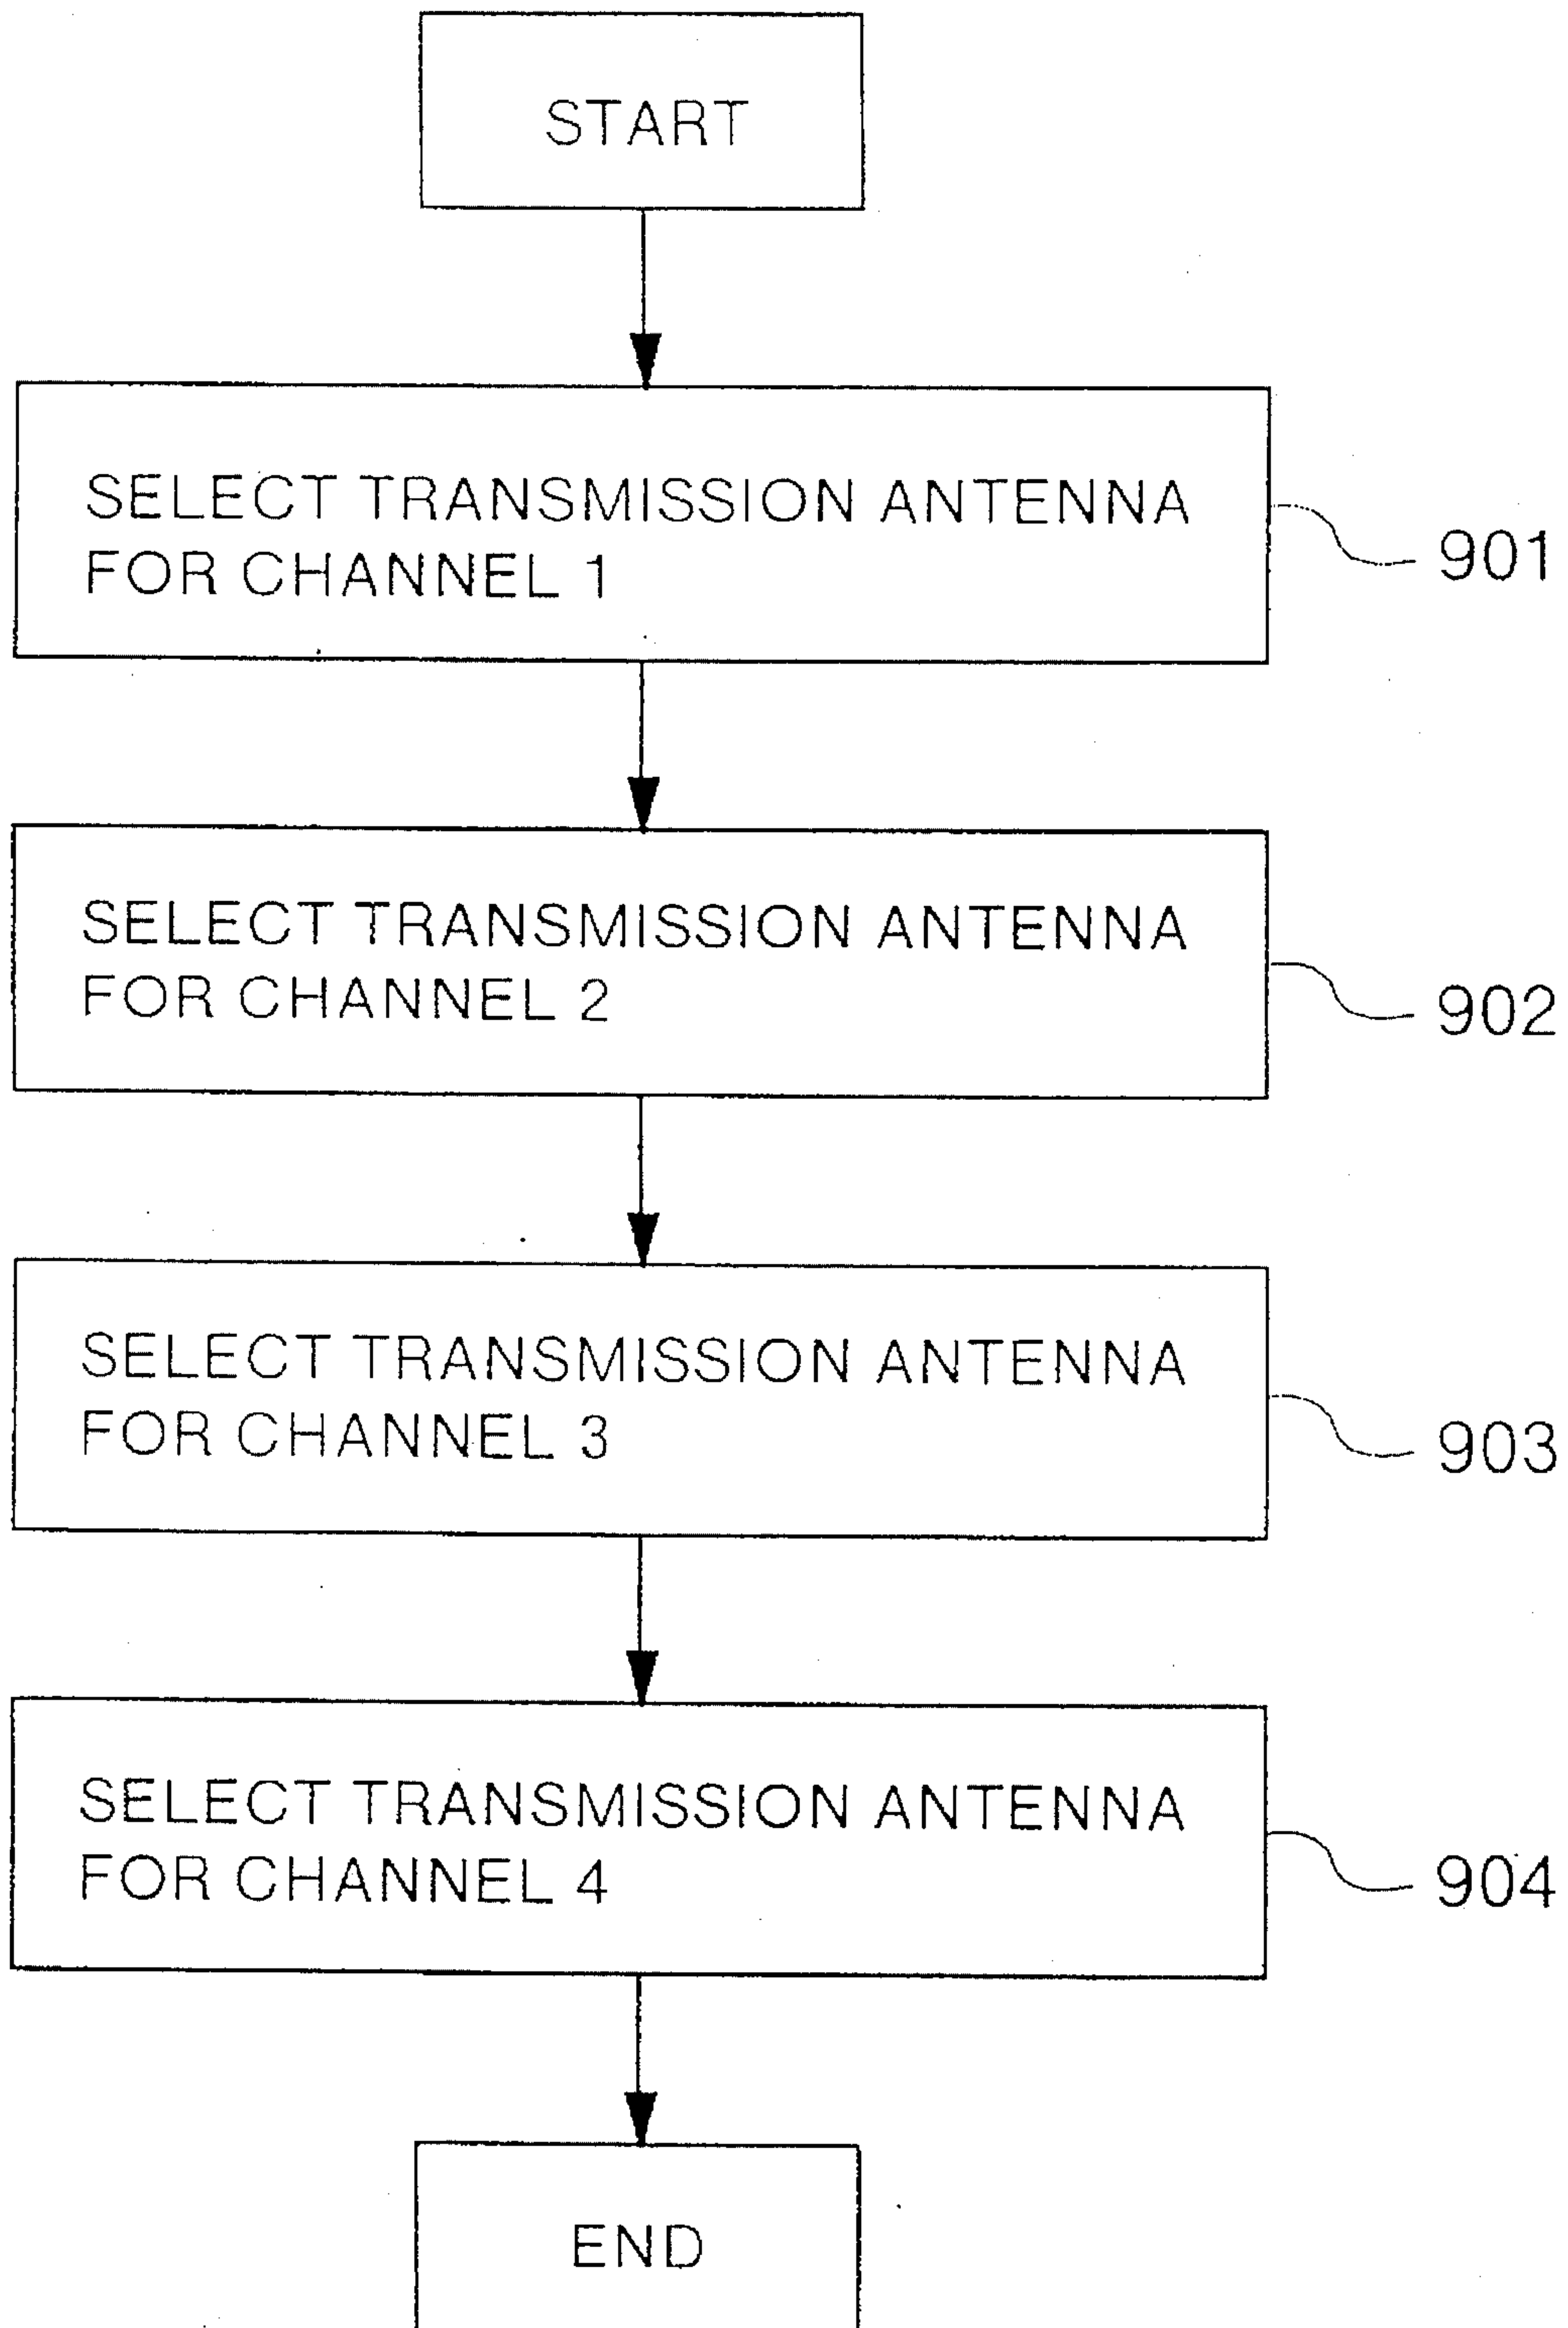 START
SELECT TRANSMISSION ANTENNA
FOR CHANNEL 1
901
SELECT TRANSMISSION ANTENNA
FOR CHANNEL 2
902
SELECT TRANSMISSION ANTENNA
FOR CHANNEL 3
903
SELECT TRANSMISSION ANTENNA
FOR CHANNEL 4
904
END